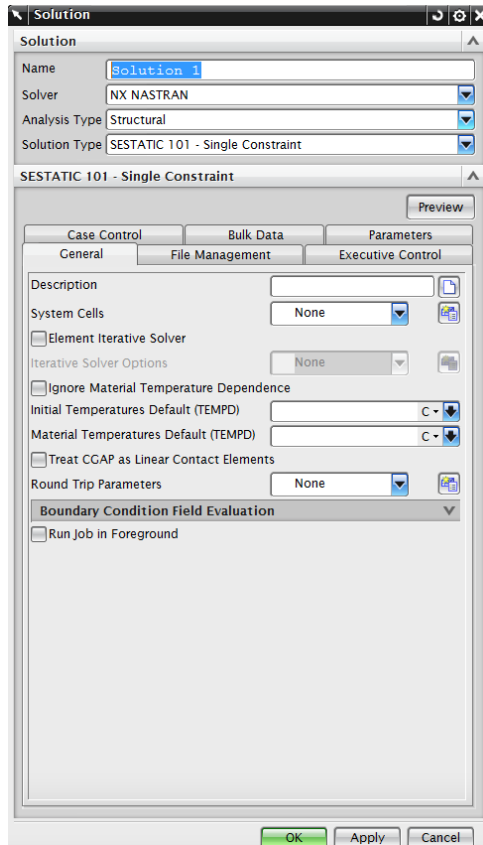 Solution
Solution
Name Solution 1
Solver NX NASTRAN
Analysis Type Structural
Solution Type SESTATIC 101 - Single Constraint
SESTATIC 101 - Single Constraint
Preview
Case Control Bulk Data Parameters
General File Management Executive Control
Description
System Cells None
Element Iterative Solver
Iterative Solver Options None
Ignore Material Temperature Dependence
Initial Temperatures Default (TEMPD) C
Material Temperatures Default (TEMPD) C
Treat CGAP as Linear Contact Elements
Round Trip Parameters None
Boundary Condition Field Evaluation
Run Job in Foreground
OK Apply Cancel